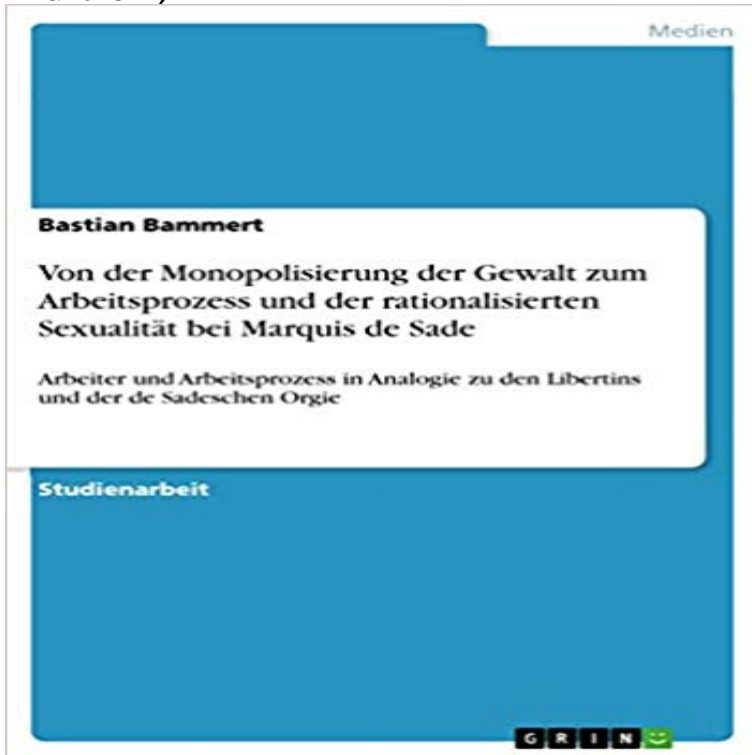 Medien
Bastian Bammert
Von der Monopolisierung der Gewalt zum
Arbeitsprozess und der rationalisierten
Sexualität bei Marquis de Sade
Arbeiter und Arbeitsprozess in Analogie zu den Libertins
und der de Sadeschen Orgie
Studienarbeit
GRIN